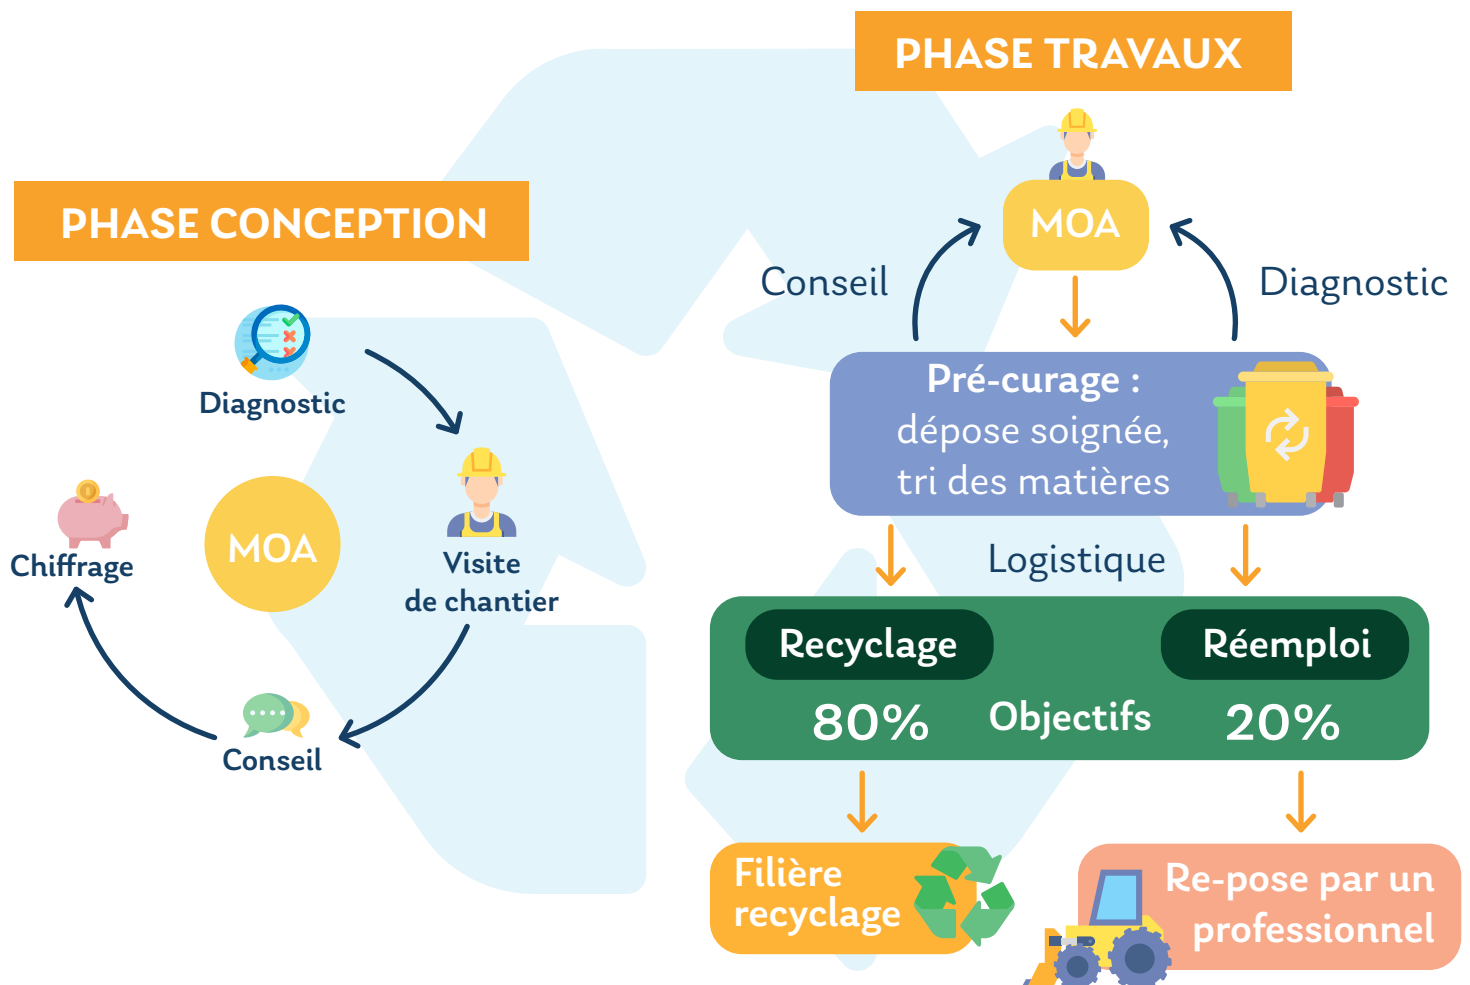 PHASE CONCEPTION
Diagnostic
MOA
Visite
de chantier
Chiffrage
Conseil
PHASE TRAVAUX
MOA
Conseil
Diagnostic
Pré-curage :
dépose soignée,
tri des matières
Logistique
Recyclage
Réemploi
80%
Objectifs
20%
Filière
recyclage
Re-pose par un
professionnel